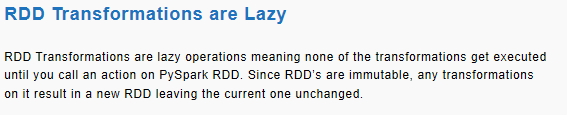 RDD Transformations are Lazy
RDD Transformations are lazy operations meaning none of the transformations get executed
until you call an action on PySpark RDD. Since RDD’s are immutable, any transformations
on it result in a new RDD leaving the current one unchanged.